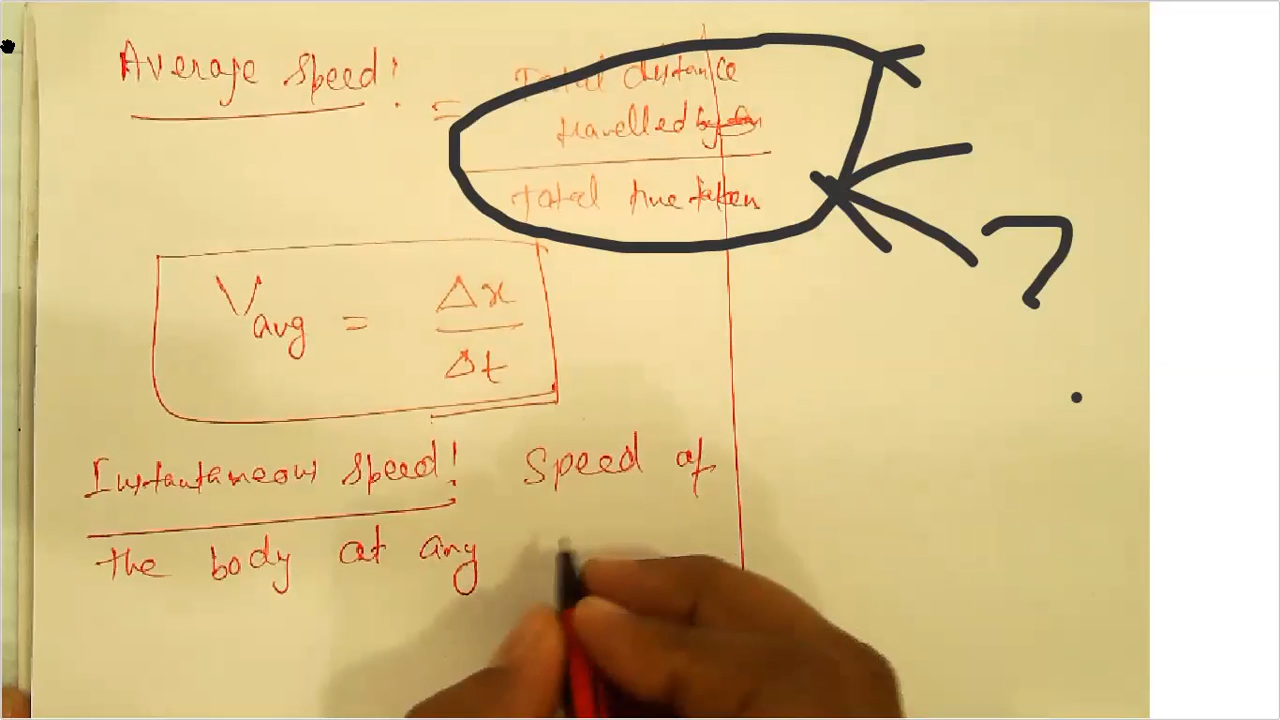 Average speed!
= Total distance
travelled
Total time taken
Vavg = Δx
Δt
Instantaneous speed! Speed of
the body at any
?